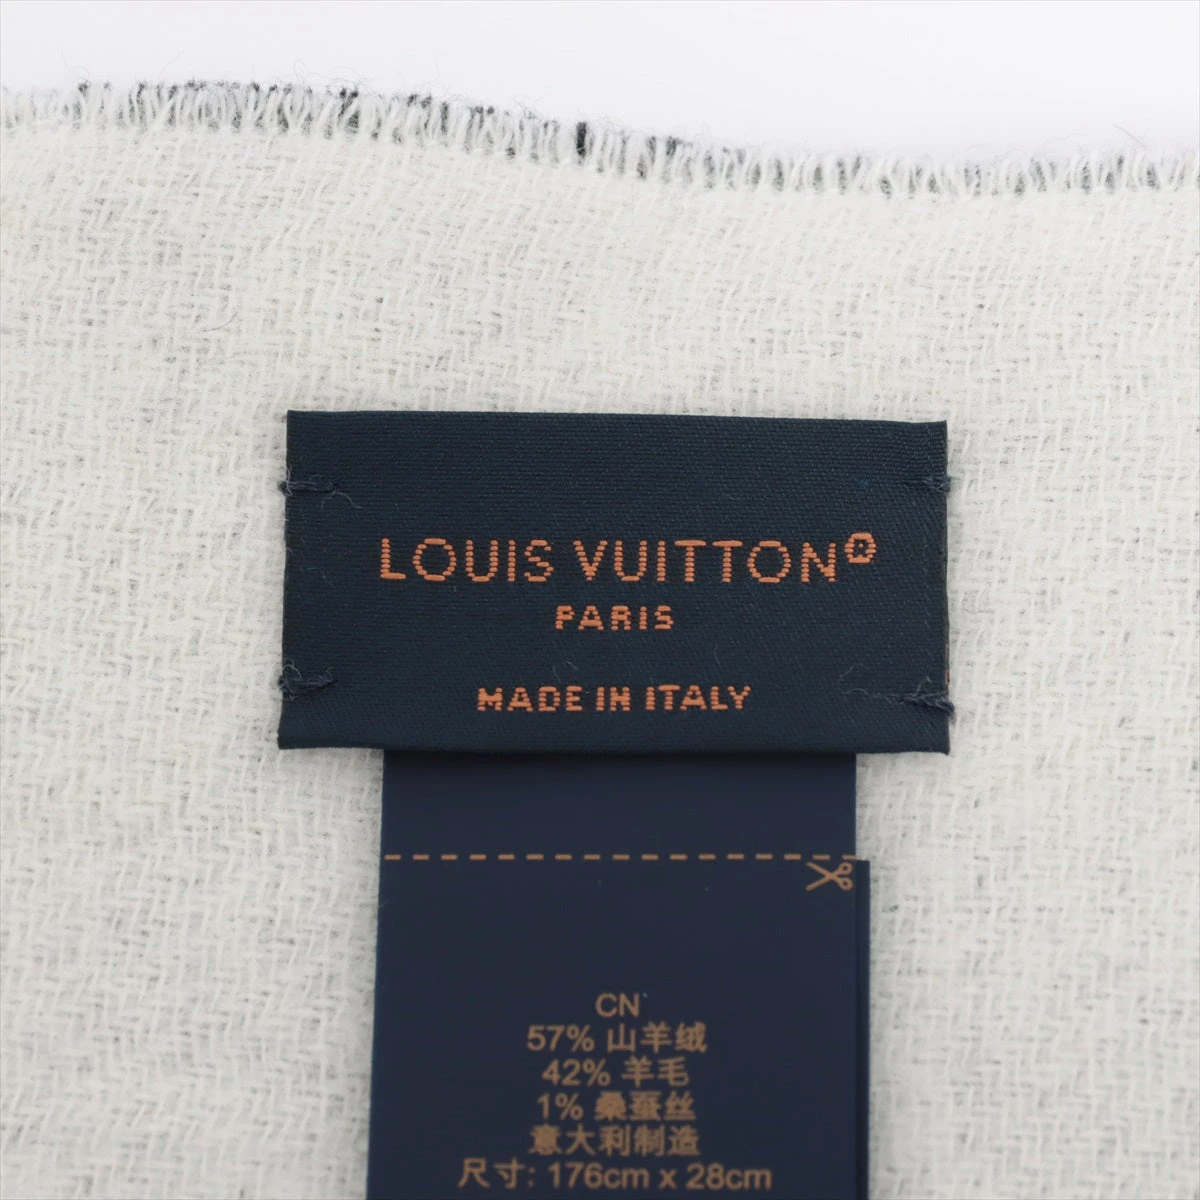 LOUIS VUITTON®
PARIS
MADE IN ITALY
CN
57% 山羊绒
42% 羊毛
1% 桑蚕丝
意大利制造
尺寸: 176cm x 28cm